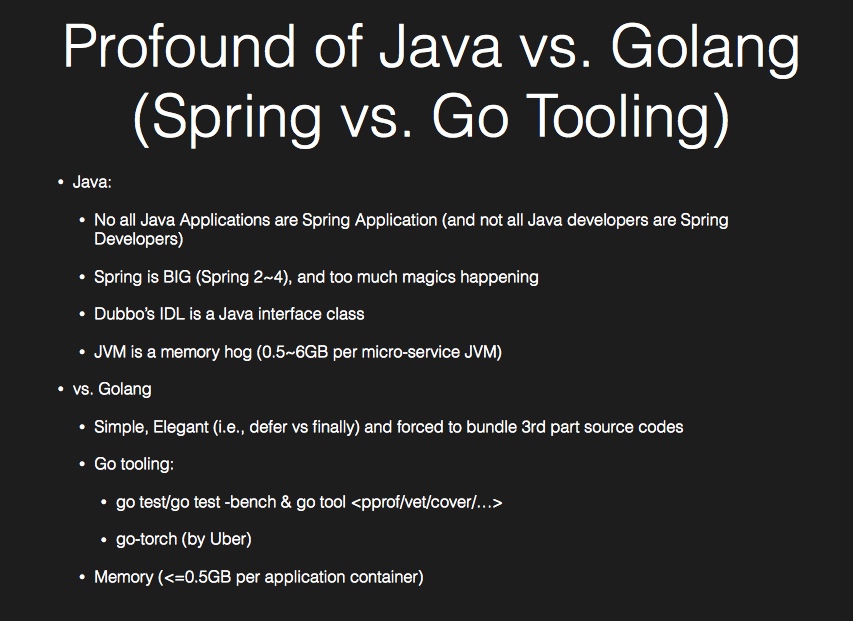 Profound of Java vs. Golang
(Spring vs. Go Tooling)
• Java:
• No all Java Applications are Spring Application (and not all Java developers are Spring
Developers)
• Spring is BIG (Spring 2~4), and too much magics happening
• Dubbo's IDL is a Java interface class
• JVM is a memory hog (0.5~6GB per micro-service JVM)
• vs. Golang
• Simple, Elegant (i.e., defer vs finally) and forced to bundle 3rd part source codes
• Go tooling:
• go test/go test -bench & go tool <pprof/vet/cover/…>
• go-torch (by Uber)
• Memory (<=0.5GB per application container)